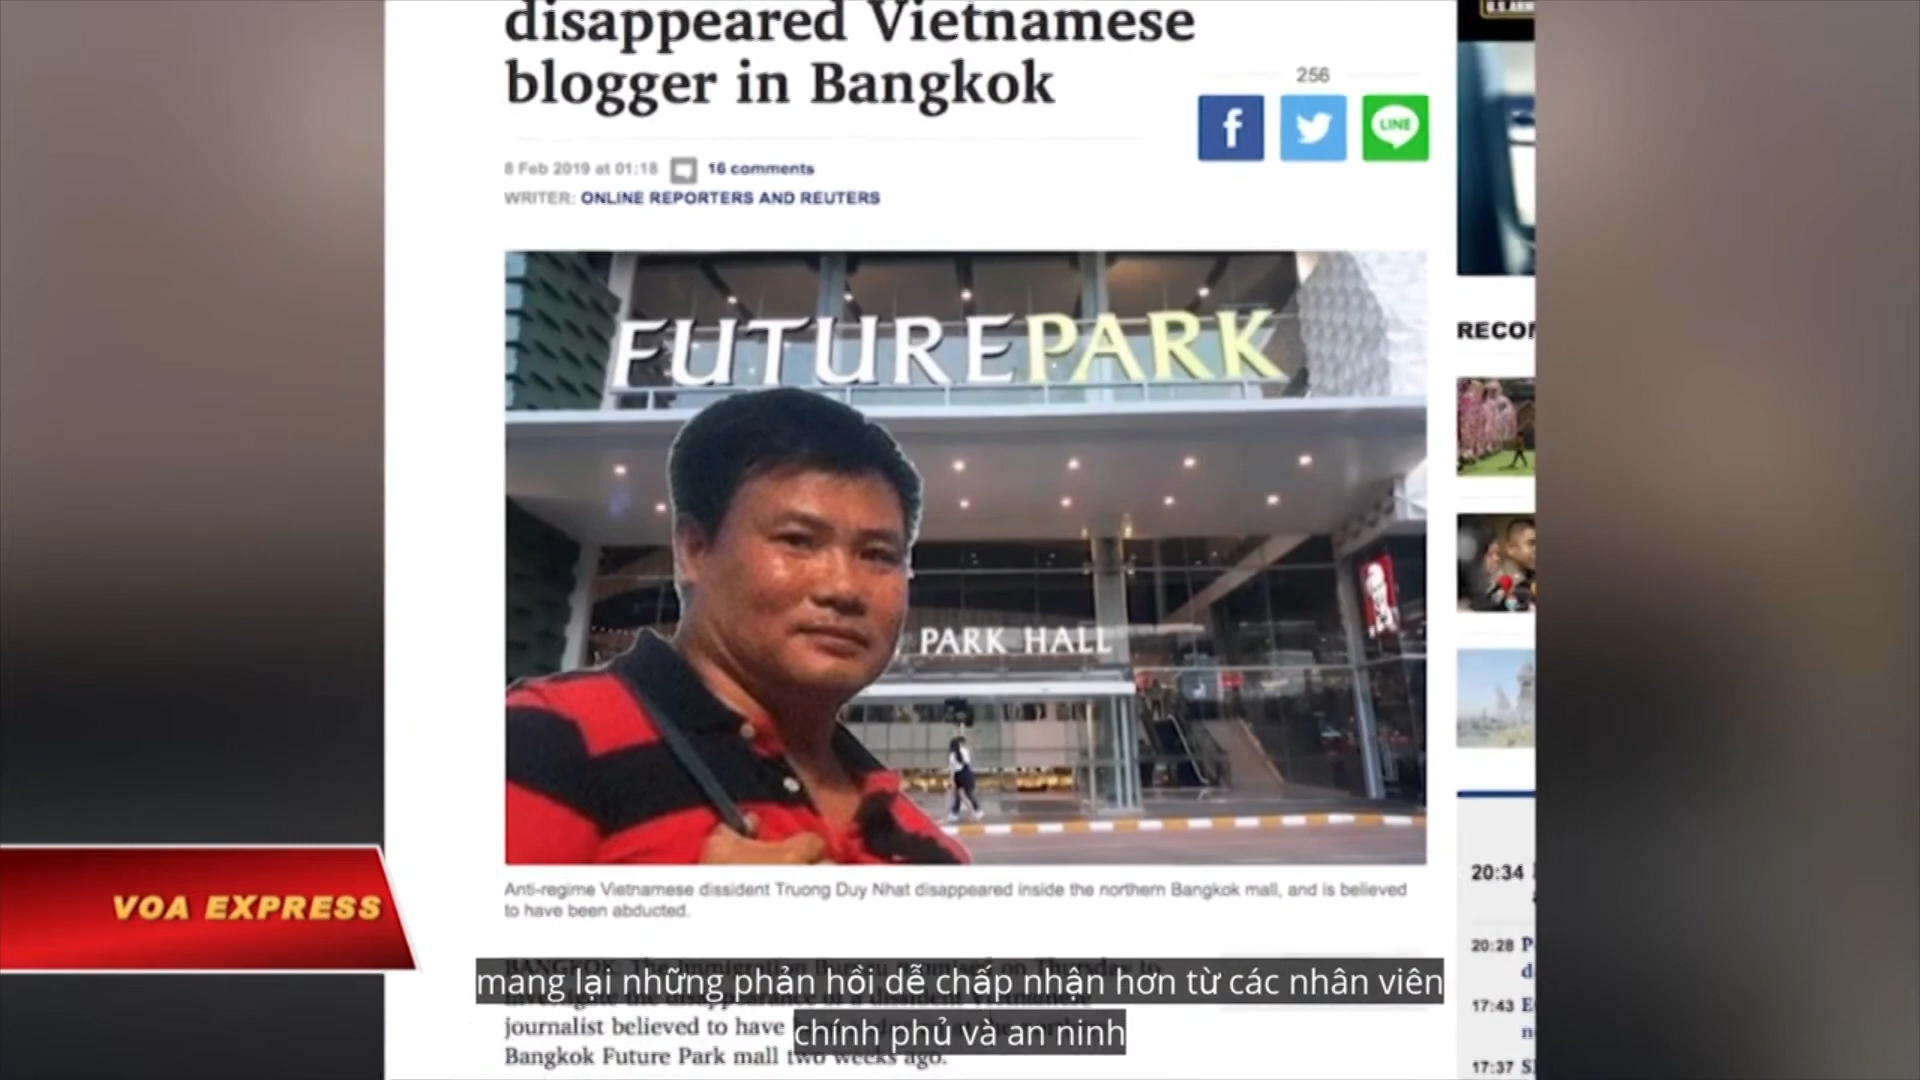 disappeared Vietnamese
blogger in Bangkok
256
LINE
8 Feb 2019 at 01:18 16 comments
WRITER: ONLINE REPORTERS AND REUTERS
FUTUREPARK
PARK HALL
Anti-regime Vietnamese dissident Truong Duy Nhat disappeared inside the northern Bangkok mall, and is believed
to have been abducted.
journalist believed to have
Bangkok Future Park mall two weeks ago.
U.S.
RECO
20:34
20:28 P
17:43
17:37 S
VOA EXPRESS
mang lại những phản hồi dễ chấp nhận hơn từ các nhân viên
chính phủ và an ninh